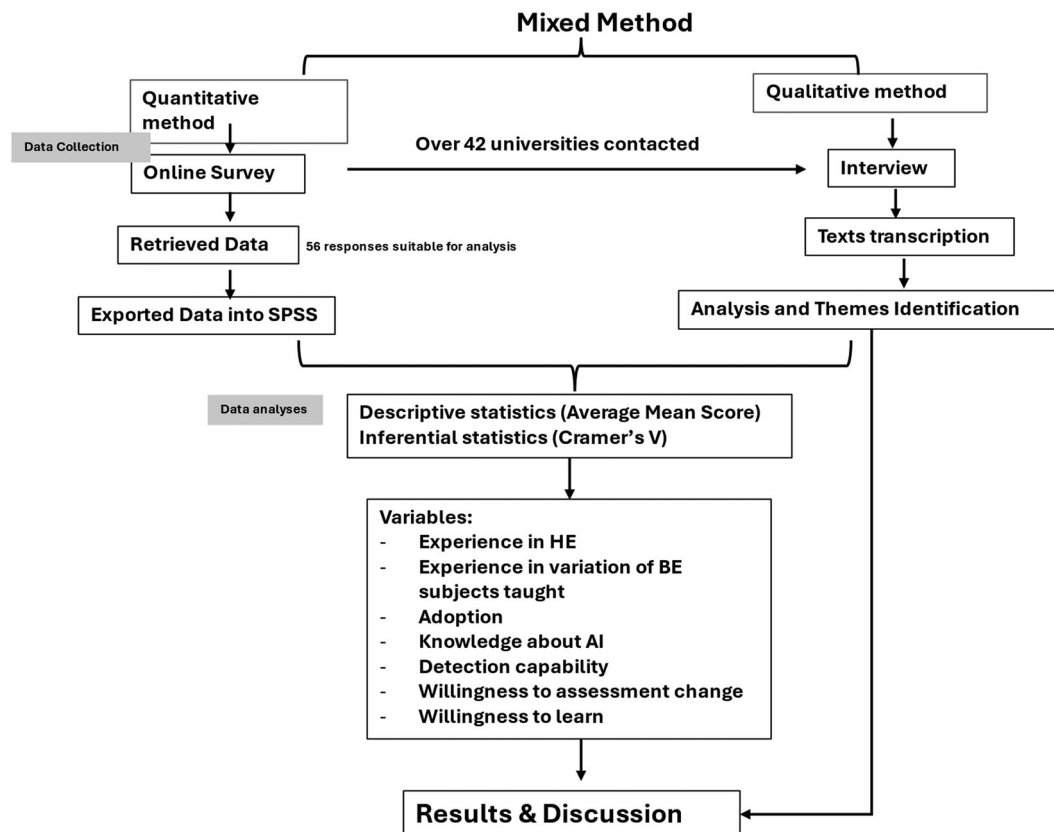 Mixed Method
Quantitative
method
Qualitative method
Data Collection
Over 42 universities contacted
Online Survey
Interview
Retrieved Data
56 responses suitable for analysis
Texts transcription
Exported Data into SPSS
Analysis and Themes Identification
Data analyses
Descriptive statistics (Average Mean Score)
Inferential statistics (Cramer’s V)
Variables:
- Experience in HE
- Experience in variation of BE
subjects taught
- Adoption
- Knowledge about AI
- Detection capability
- Willingness to assessment change
- Willingness to learn
Results & Discussion